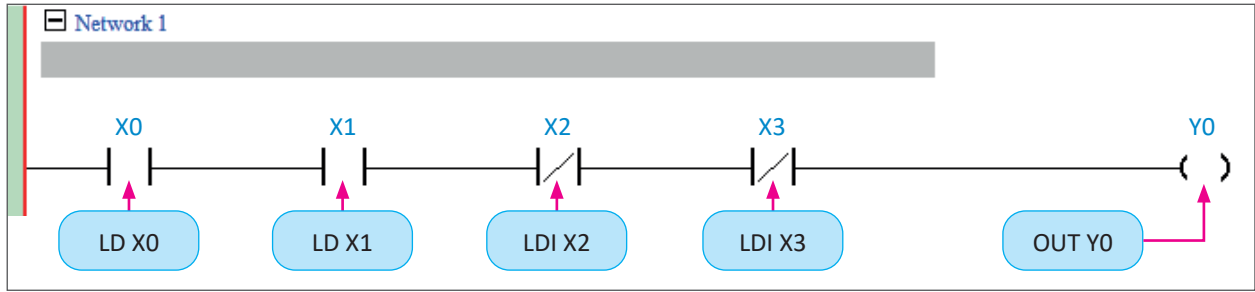 Network 1
X0 X1 X2 X3 Y0
LD X0 LD X1 LDI X2 LDI X3 OUT Y0